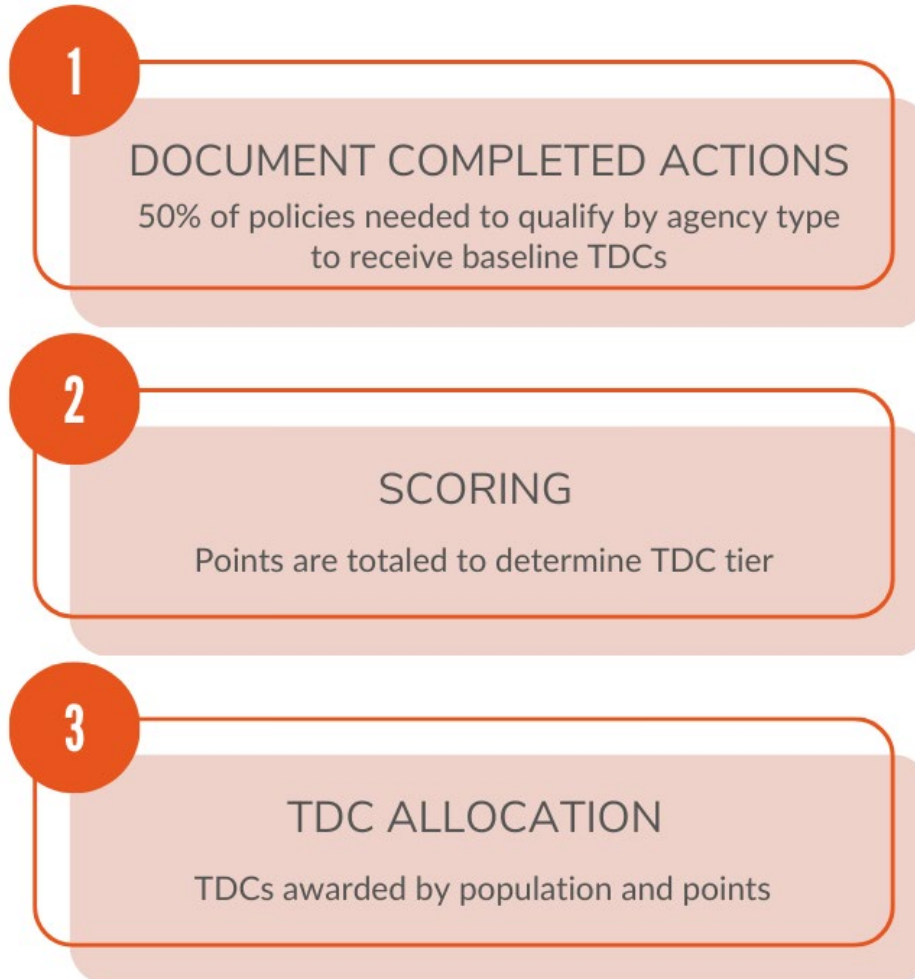 1
DOCUMENT COMPLETED ACTIONS
50% of policies needed to qualify by agency type
to receive baseline TDCs
2
SCORING
Points are totaled to determine TDC tier
3
TDC ALLOCATION
TDCs awarded by population and points